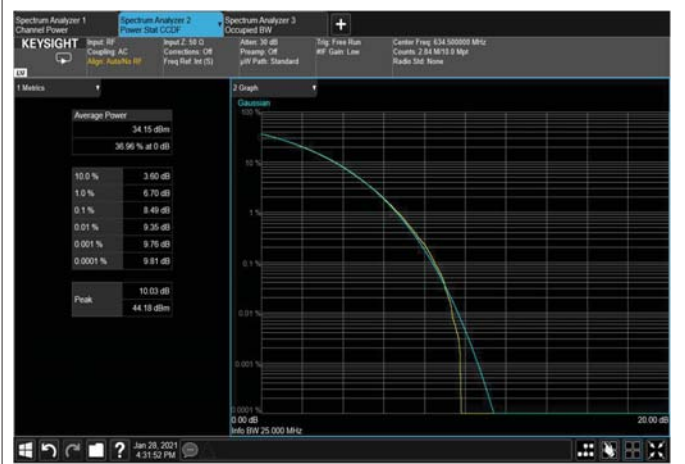 Spectrum Analyzer 1
Channel Power
Spectrum Analyzer 2
Power Stat CCDF
Spectrum Analyzer 3
Occupied BW
+
KEYSIGHT
Input: RF
Coupling: AC
Align: Auto/No RF
Input Z: 50 Ω
Corrections: Off
Freq Ref: Int (S)
Atten: 30 dB
Preamp: Off
µW Path: Standard
Trig: Free Run
#IF Gain: Low
Center Freq: 634.500000 MHz
Counts: 2.84 M/10.0 Mpt
Radio Std: None
1 Metrics
2 Graph
Average Power
34.15 dBm
36.96 % at 0 dB
10.0 % 3.60 dB
1.0 % 6.70 dB
0.1 % 8.49 dB
0.01 % 9.35 dB
0.001 % 9.76 dB
0.0001 % 9.81 dB
Peak
10.03 dB
44.18 dBm
Gaussian
100 %
10 %
1 %
0.1 %
0.01 %
0.001 %
0.0001 %
0.00 dB
20.00 dB
Info BW 25.000 MHz
?
Jan 28, 2021
4:31:52 PM